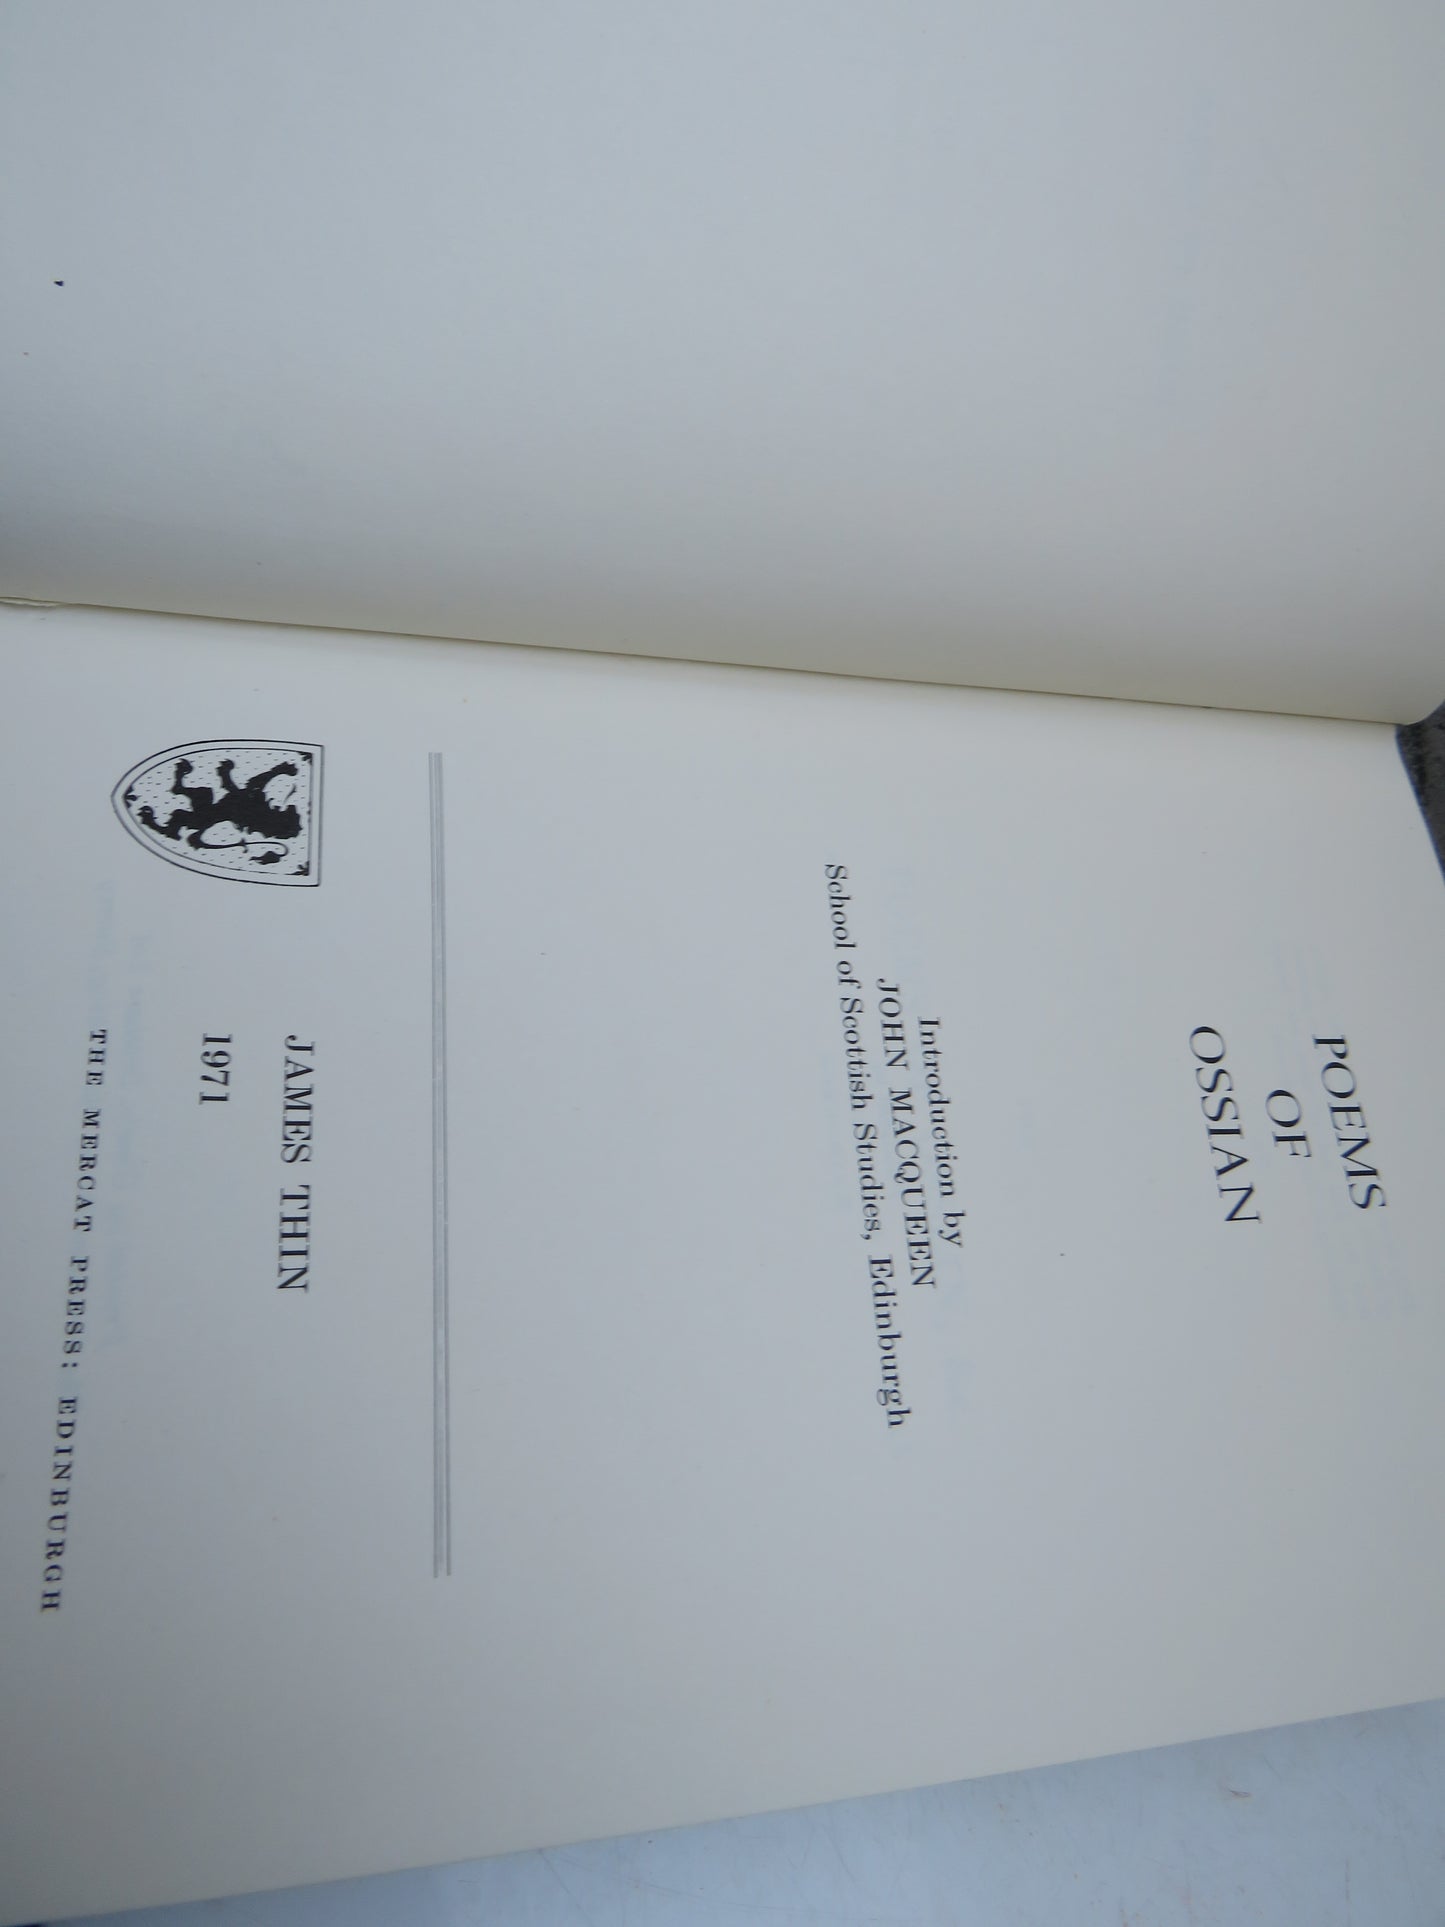 POEMS
OF
OSSIAN
Introduction by
JOHN MACQUEEN
School of Scottish Studies, Edinburgh
JAMES THIN
1971
THE MERCAT PRESS: EDINBURGH